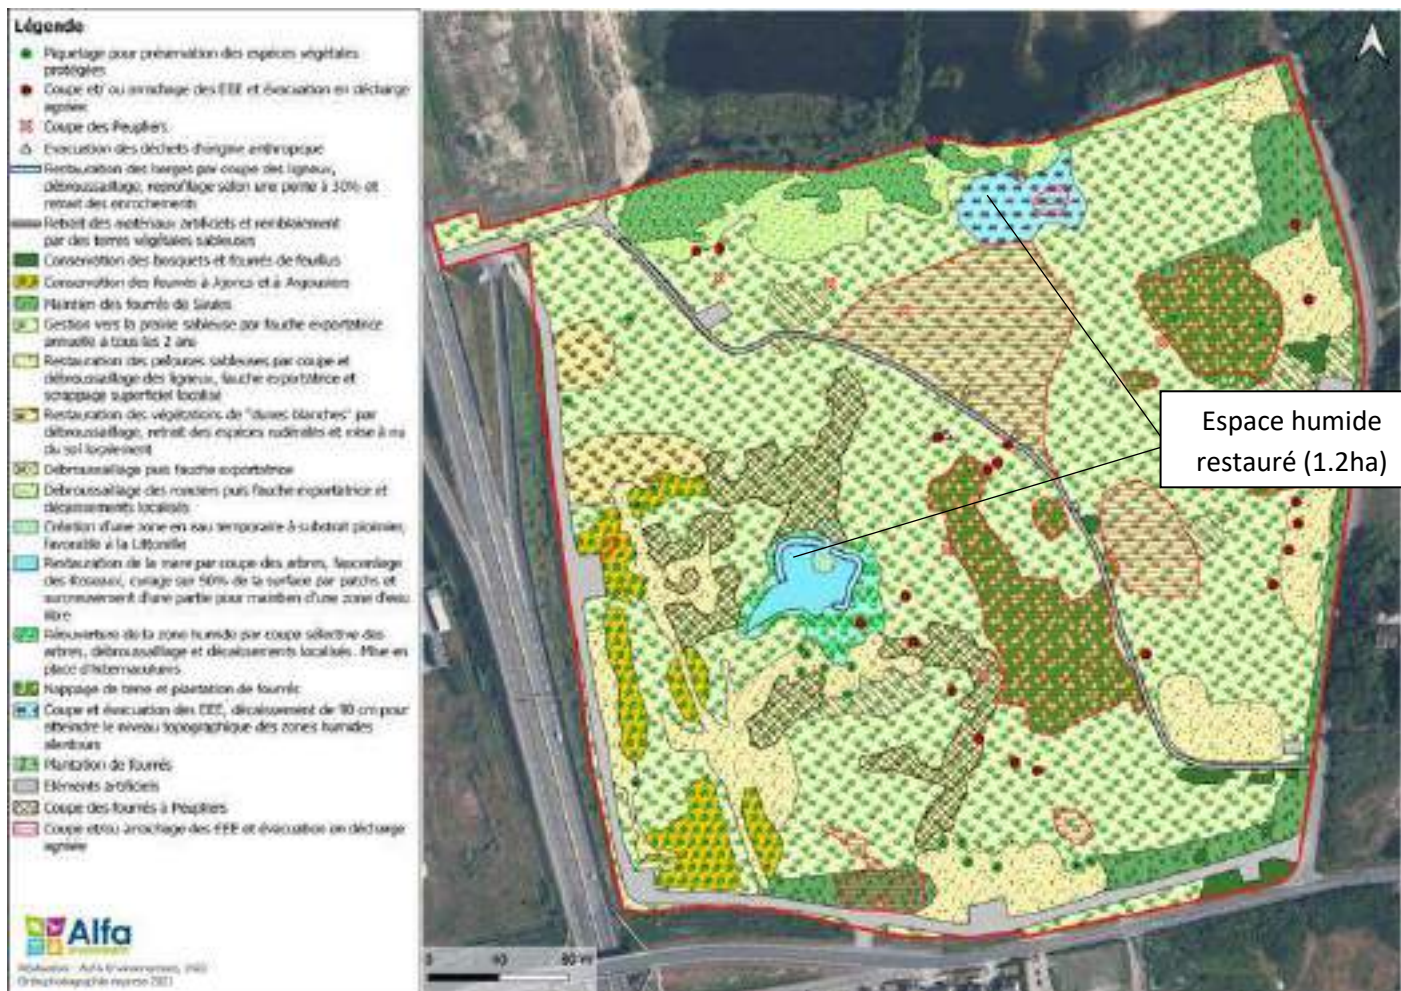 Légende
Piquetage pour préservation des espèces végétales
protégées
Coupe et/ ou arrachage des EEE et évacuation en décharge
agréée
Coupe des Peupliers
Evacuation des déchets d'origine anthropique
Restauration des berges par coupe des ligneux,
débroussaillage, reprofilage selon une pente à 30% et
retrait des enrochements
Retrait des matériaux artificiels et remblaiement
par des terres végétales sableuses
Conservation des bosquets et fourrés de feuillus
Conservation des fourrés à Ajoncs et à Argousiers
Maintien des fourrés de Saules
Gestion vers la prairie sableuse par fauche exportatrice
annuelle à tous les 2 ans
Restauration des pelouses sableuses par coupe et
débroussaillage des ligneux, fauche exportatrice et
scrappage superficiel localisé
Restauration des végétations de "dunes blanches" par
débroussaillage, retrait des espèces rudérales et mise à nu
du sol localement
Débroussaillage puis fauche exportatrice
Débroussaillage des ronciers puis fauche exportatrice et
décaissements localisés
Création d'une zone en eau temporaire à substrat pionnier,
favorable à la Littorelle
Restauration de la mare par coupe des arbres, faucardage
des Roseaux, curage sur 50% de la surface par patchs et
surcreusement d'une partie pour maintien d'une zone d'eau
libre
Réouverture de la zone humide par coupe sélective des
arbres, débroussaillage et décaissements localisés. Mise en
place d'hibernaculums
Nappage de terre et plantation de fourrés
Coupe et évacuation des EEE, décaissement de 90 cm pour
atteindre le niveau topographique des zones humides
alentours
Plantation de fourrés
Eléments artificiels
Coupe des fourrés à Peupliers
Coupe et/ou arrachage des EEE et évacuation en décharge
agréée
Alfa
Réalisation : Alfa Environnement,
Orthophotographie express 2021
0 40 80 m
Espace humide
restauré (1.2ha)